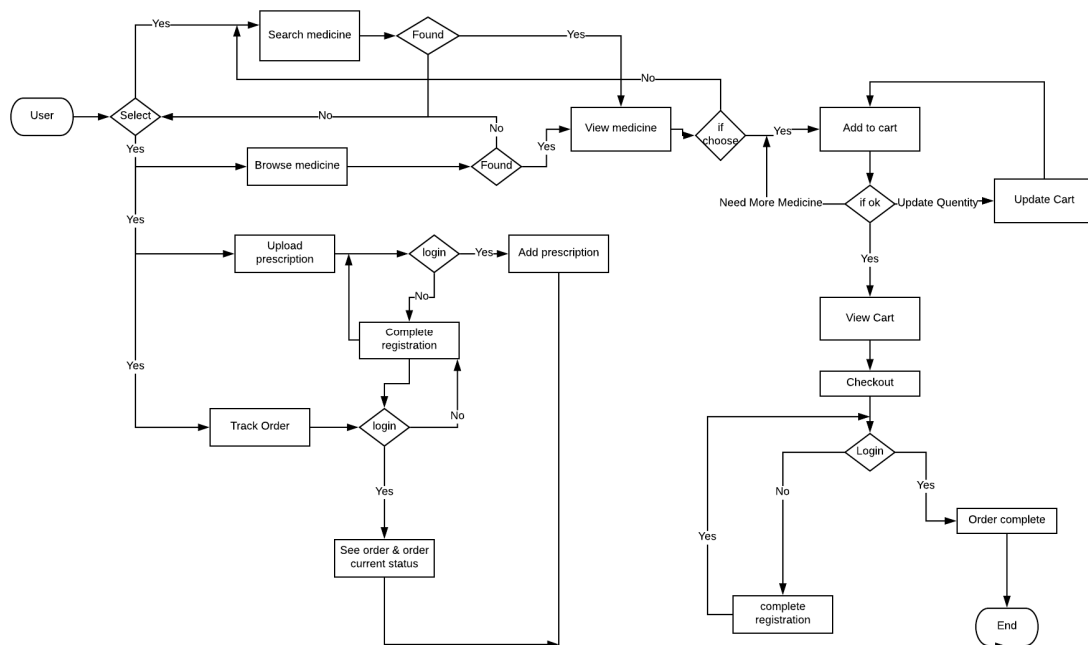 Yes
Search medicine
Found
Yes
No
User
Select
No
No
View medicine
if
choose
Yes
Add to cart
Yes
Browse medicine
Found
Yes
Need More Medicine
if ok
Update Quentity
Update Cart
Yes
Upload
prescription
login
Yes
Add prescription
Yes
No
View Cart
Complete
registration
Yes
Checkout
Track Order
login
No
Login
Yes
No
Yes
Order complete
See order & order
current status
Yes
complete
registration
End